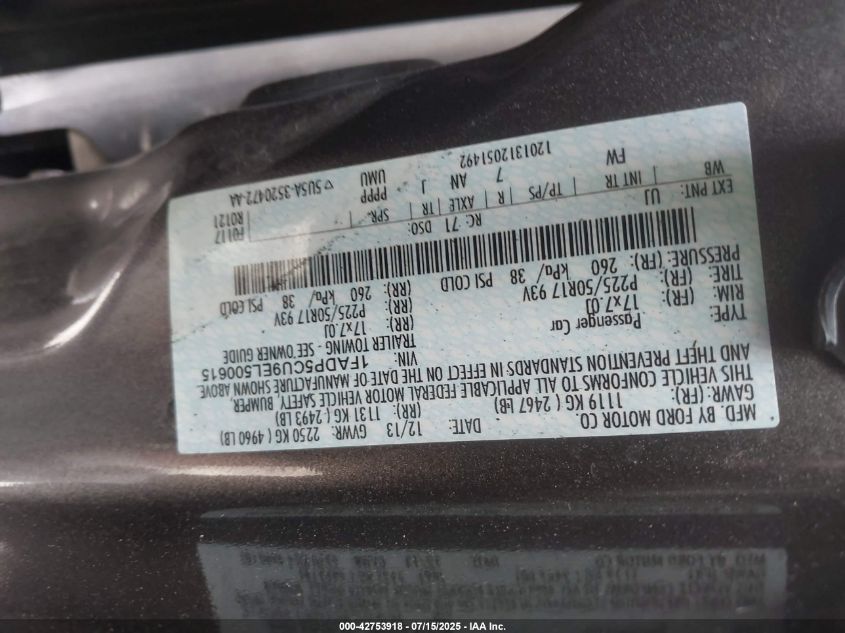 MFD. BY FORD MOTOR CO.
DATE: 12/13 GVWR: 2250 KG ( 4960 LB)
GAWR: (FR): 1119 KG ( 2467 LB) (RR): 1131 KG ( 2493 LB)
THIS VEHICLE CONFORMS TO ALL APPLICABLE FEDERAL MOTOR VEHICLE SAFETY, BUMPER,
AND THEFT PREVENTION STANDARDS IN EFFECT ON THE DATE OF MANUFACTURE SHOWN ABOVE.
VIN: 1FADP5CU9EL500615
TYPE: Passenger Car TRAILER TOWING - SEE OWNER GUIDE
RIM: (FR): 17x7.0J (RR): 17x7.0J
TIRE: (FR): P225/50R17 93V (RR): P225/50R17 93V
PRESSURE: (FR): 260 kPa/ 38 PSI COLD (RR): 260 kPa/ 38 PSI COLD
EXT PNT: UJ RC: 71 DSO: F0117
R0121
WB INT TR TP/PS R AXLE TR SPR
FW 7 AN J PPPP
UMU
1201312051492 5U5A-3520472-AA
000-42753918 - 07/15/2025 - IAA Inc.